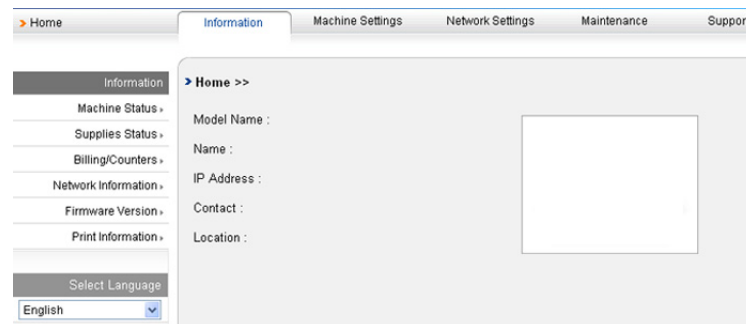 > Home
Information
Machine Settings
Network Settings
Maintenance
Information
Machine Status »
Supplies Status »
Billing/Counters »
Network Information »
Firmware Version »
Print Information »
Select Language
English
> Home >>
Model Name :
Name :
IP Address :
Contact :
Location :